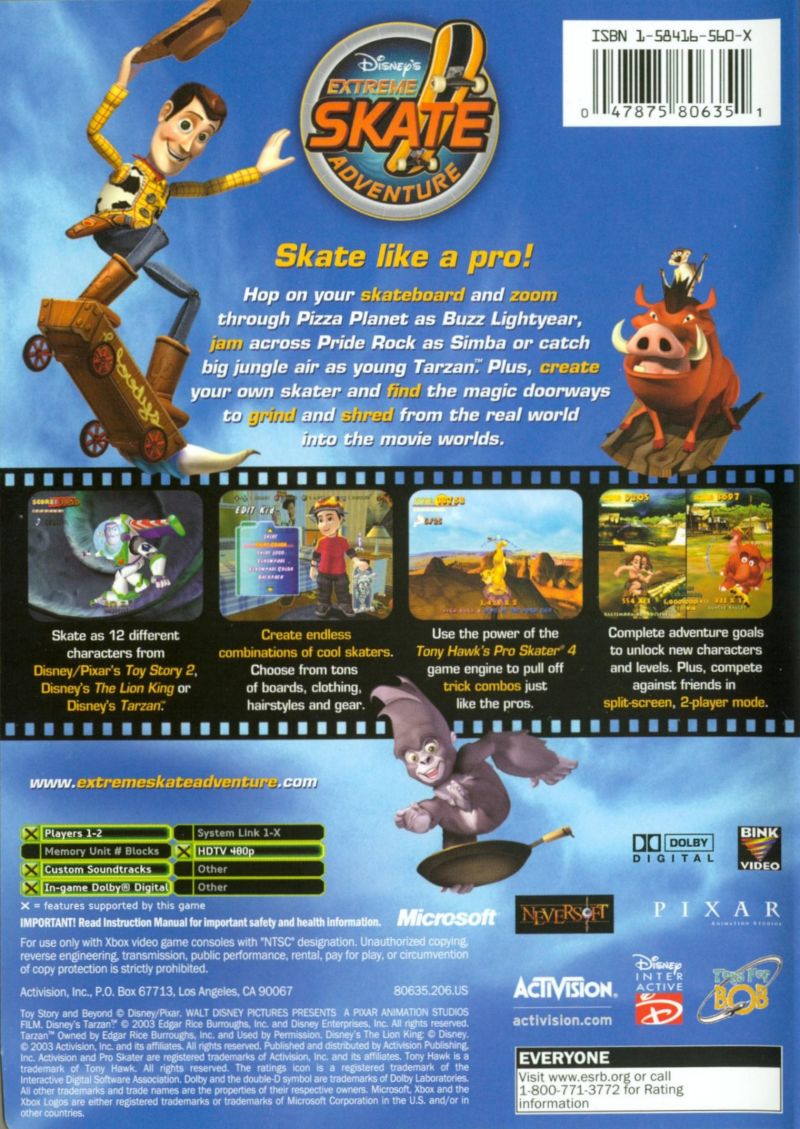 ISBN 1-58416-560-X
0 47875 80635 1
Disney's
EXTREME
SKATE
ADVENTURE
Skate like a pro!
Hop on your skateboard and zoom
through Pizza Planet as Buzz Lightyear,
jam across Pride Rock as Simba or catch
big jungle air as young Tarzan.™ Plus, create
your own skater and find the magic doorways
to grind and shred from the real world
into the movie worlds.
EDIT Kid
Skate as 12 different
characters from
Disney/Pixar's Toy Story 2,
Disney's The Lion King or
Disney's Tarzan.™
Create endless
combinations of cool skaters.
Choose from tons
of boards, clothing,
hairstyles and gear.
Use the power of the
Tony Hawk's Pro Skater® 4
game engine to pull off
trick combos just
like the pros.
Complete adventure goals
to unlock new characters
and levels. Plus, compete
against friends in
split-screen, 2-player mode.
www.extremeskateadventure.com
Players 1-2
System Link 1-X
Memory Unit # Blocks
HDTV 480p
Custom Soundtracks
Other
In-game Dolby® Digital
Other
X = features supported by this game
IMPORTANT! Read Instruction Manual for important safety and health information.
For use only with Xbox video game consoles with "NTSC" designation. Unauthorized copying,
reverse engineering, transmission, public performance, rental, pay for play, or circumvention
of copy protection is strictly prohibited.
Activision, Inc., P.O. Box 67713, Los Angeles, CA 90067
80635.206.US
Toy Story and Beyond © Disney/Pixar. WALT DISNEY PICTURES PRESENTS A PIXAR ANIMATION STUDIOS
FILM. Disney's Tarzan™ © 2003 Edgar Rice Burroughs, Inc. and Disney Enterprises, Inc. All rights reserved.
Tarzan™ Owned by Edgar Rice Burroughs, Inc. and Used by Permission. Disney's The Lion King: © Disney.
© 2003 Activision, Inc. and its affiliates. All rights reserved. Published and distributed by Activision Publishing,
Inc. Activision and Pro Skater are registered trademarks of Activision, Inc. and its affiliates. Tony Hawk is a
trademark of Tony Hawk. All rights reserved. The ratings icon is a registered trademark of the
Interactive Digital Software Association. Dolby and the double-D symbol are trademarks of Dolby Laboratories.
All other trademarks and trade names are the properties of their respective owners. Microsoft, Xbox and the
Xbox Logos are either registered trademarks or trademarks of Microsoft Corporation in the U.S. and/or in
other countries.
DOLBY
DIGITAL
BINK
VIDEO
Microsoft
NEVERSOFT
PIXAR
ANIMATION STUDIOS
ACTIVISION.
activision.com
Disney
INTER
ACTIVE
TOYS FOR
BOB
EVERYONE
Visit www.esrb.org or call
1-800-771-3772 for Rating
information